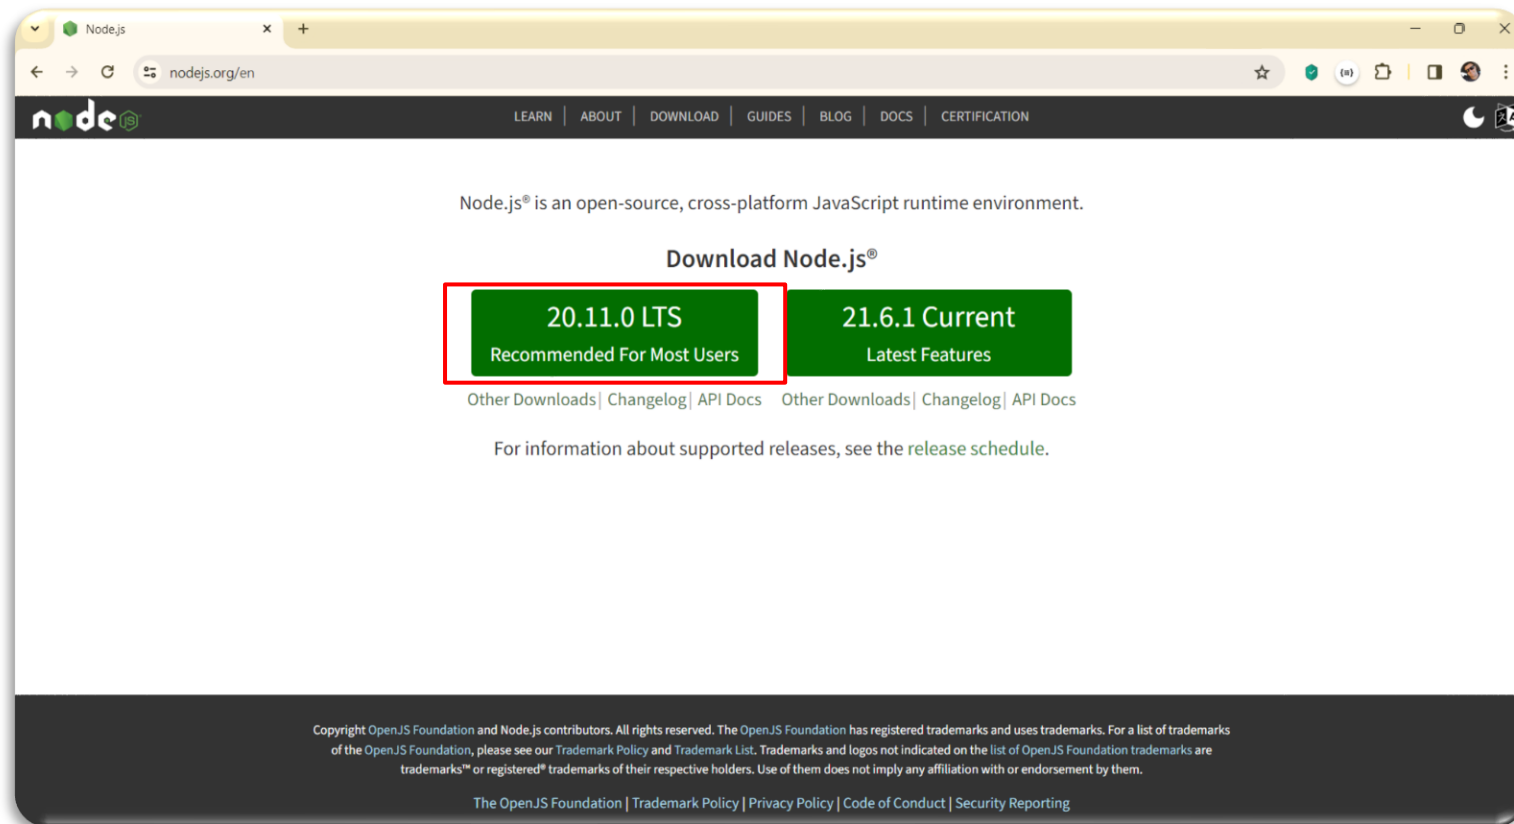 Node.js
nodejs.org/en
node JS
LEARN | ABOUT | DOWNLOAD | GUIDES | BLOG | DOCS | CERTIFICATION
Node.js® is an open-source, cross-platform JavaScript runtime environment.
Download Node.js®
20.11.0 LTS
Recommended For Most Users
21.6.1 Current
Latest Features
Other Downloads| Changelog| API Docs
Other Downloads| Changelog| API Docs
For information about supported releases, see the release schedule.
Copyright OpenJS Foundation and Node.js contributors. All rights reserved. The OpenJS Foundation has registered trademarks and uses trademarks. For a list of trademarks
of the OpenJS Foundation, please see our Trademark Policy and Trademark List. Trademarks and logos not indicated on the list of OpenJS Foundation trademarks are
trademarks™ or registered® trademarks of their respective holders. Use of them does not imply any affiliation with or endorsement by them.
The OpenJS Foundation | Trademark Policy | Privacy Policy | Code of Conduct | Security Reporting